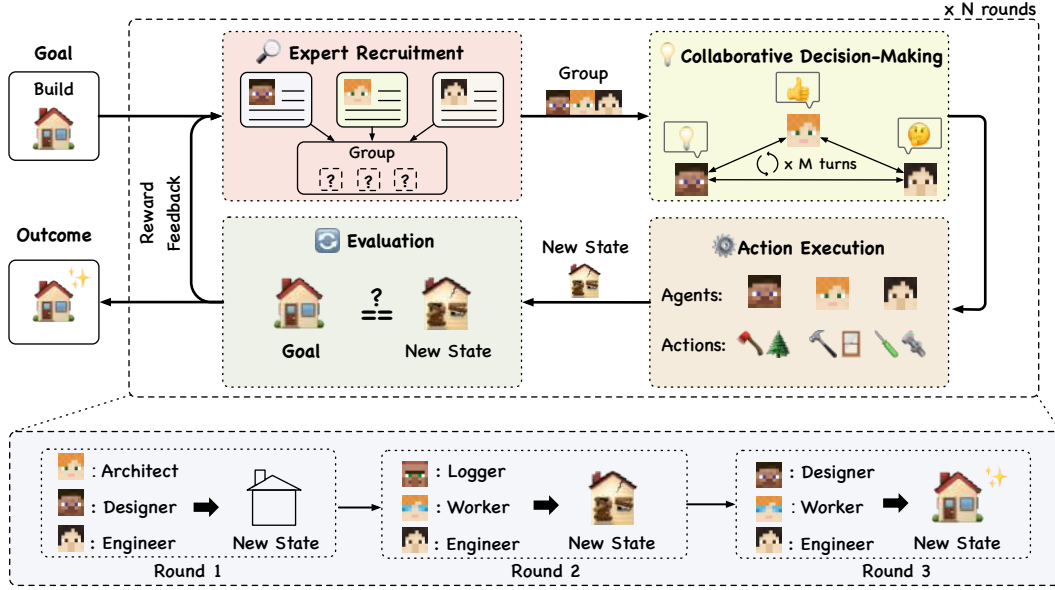 x N rounds
Goal
Build
Expert Recruitment
Group
? ? ?
Group
Collaborative Decision-Making
x M turns
Reward
Feedback
Outcome
Evaluation
?
==
Goal
New State
New State
Action Execution
Agents:
Actions:
: Architect
: Designer
: Engineer
New State
Round 1
: Logger
: Worker
: Engineer
New State
Round 2
: Designer
: Worker
: Engineer
New State
Round 3